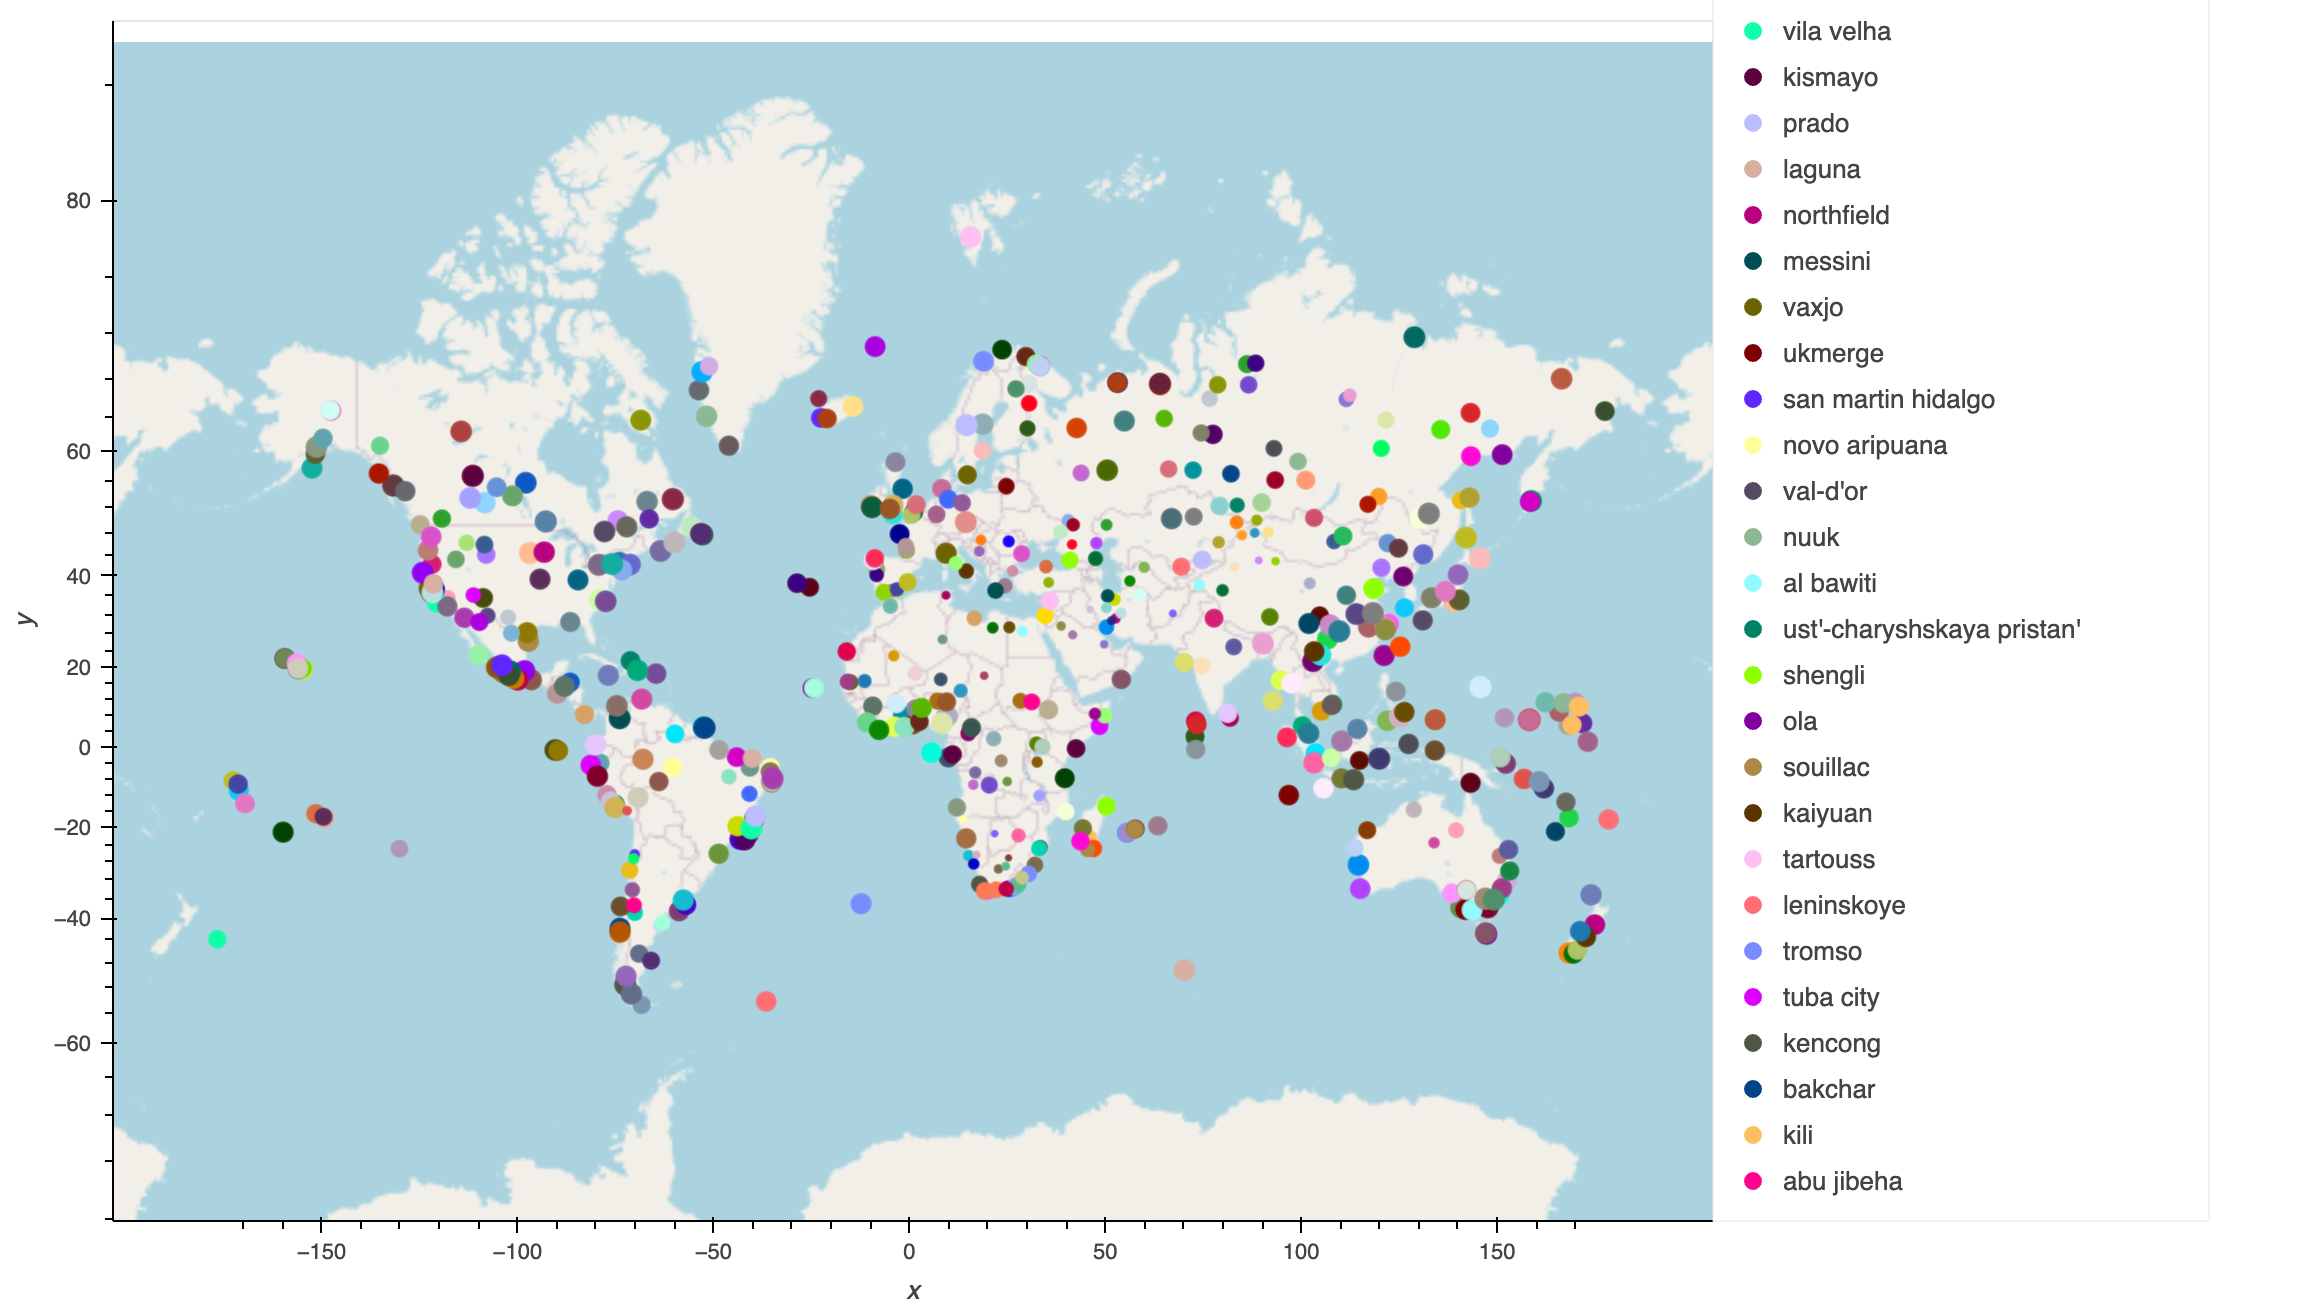 80
60
40
20
0
−20
−40
−60
y
−150
−100
−50
0
50
100
150
x
vila velha
kismayo
prado
laguna
northfield
messini
vaxjo
ukmerge
san martin hidalgo
novo aripuana
val-d'or
nuuk
al bawiti
ust'-charyshskaya pristan'
shengli
ola
souillac
kaiyuan
tartouss
leninskoye
tromso
tuba city
kencong
bakchar
kili
abu jibeha